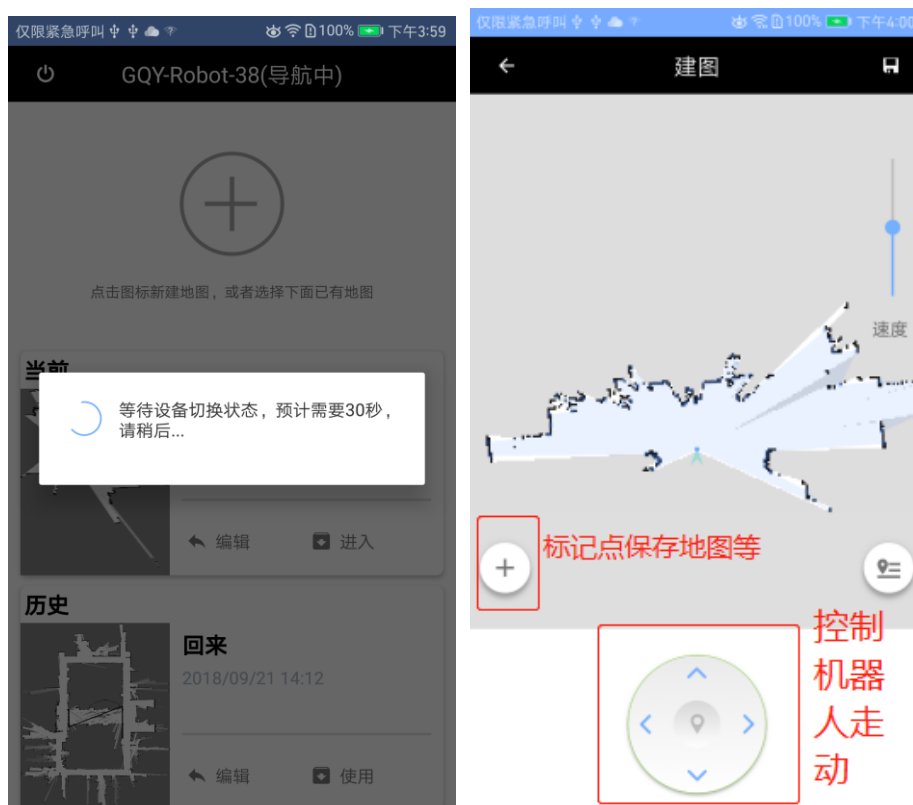 仅限紧急呼叫
100%
下午3:59
GQY-Robot-38(导航中)
点击图标新建地图，或者选择下面已有地图
当前
等待设备切换状态，预计需要30秒，
请稍后...
编辑
进入
历史
回来
2018/09/21 14:12
编辑
使用
仅限紧急呼叫
100%
下午4:00
建图
速度
标记点保存地图等
控制
机器
人走
动